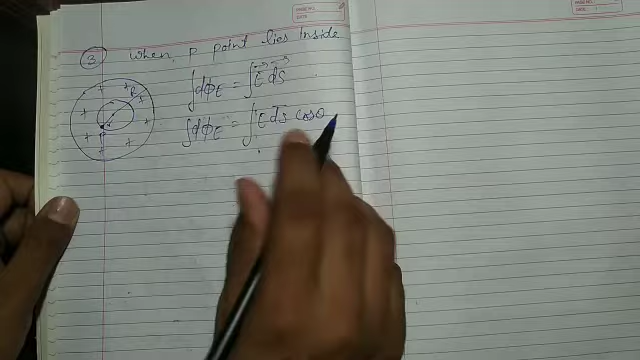 3 When, P point lies Inside
∫dφE = ∫E⃗ ds⃗
∫dφE = ∫E ds cosθ
R
P